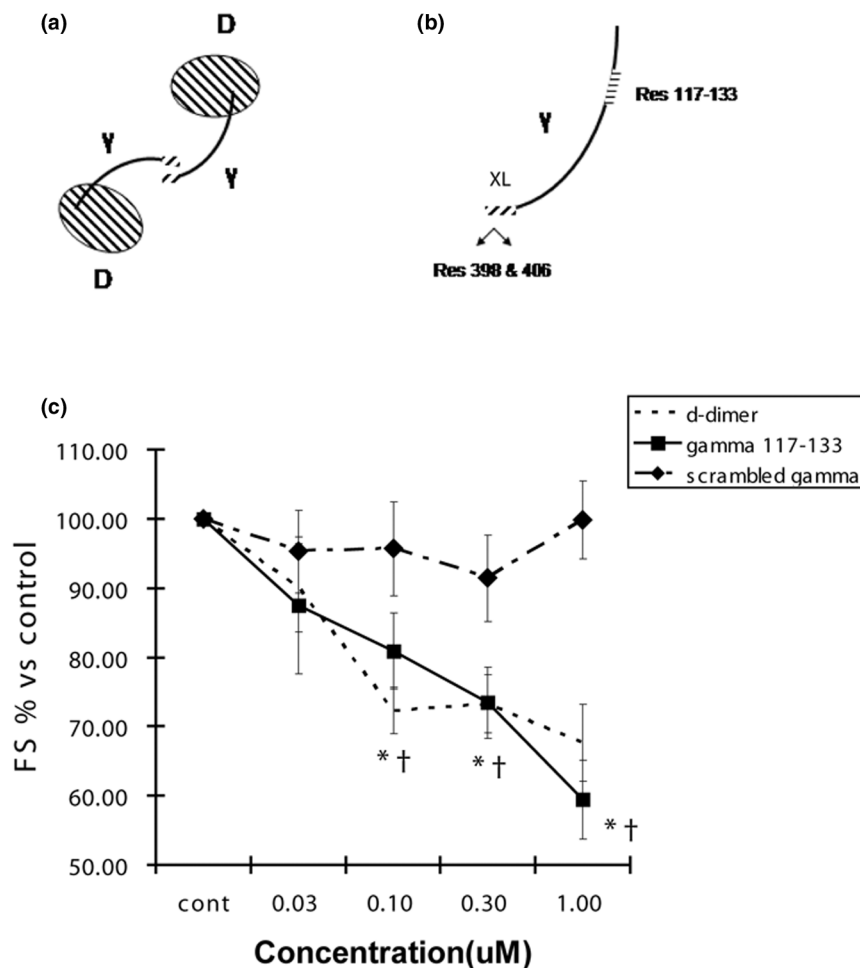 (a)
D
γ
γ
D
(b)
Res 117-133
γ
XL
Res 398 & 406
(c)
d-dimer
gamma 117-133
scrambled gamma
110.00
100.00
90.00
80.00
70.00
60.00
50.00
FS % vs control
* †
* †
* †
cont 0.03 0.10 0.30 1.00
Concentration(uM)